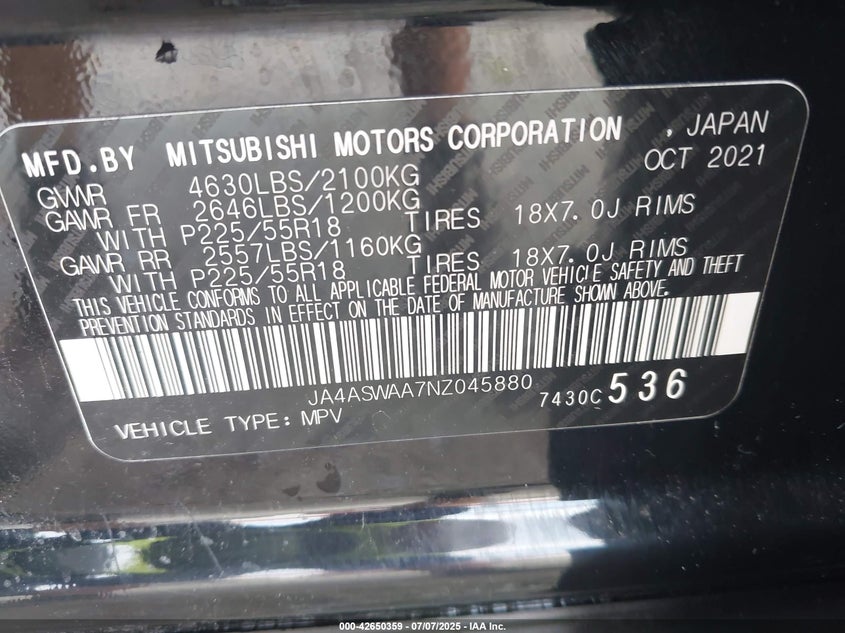 MFD.BY MITSUBISHI MOTORS CORPORATION , JAPAN
OCT 2021
GVWR 4630LBS/2100KG
GAWR FR 2646LBS/1200KG
WITH P225/55R18 TIRES 18X7.0J RIMS
GAWR RR 2557LBS/1160KG
WITH P225/55R18 TIRES 18X7.0J RIMS
THIS VEHICLE CONFORMS TO ALL APPLICABLE FEDERAL MOTOR VEHICLE SAFETY AND THEFT
PREVENTION STANDARDS IN EFFECT ON THE DATE OF MANUFACTURE SHOWN ABOVE.
JA4ASWAA7NZ045880
7430C 536
VEHICLE TYPE: MPV
000-42650359 - 07/07/2025 - IAA Inc.